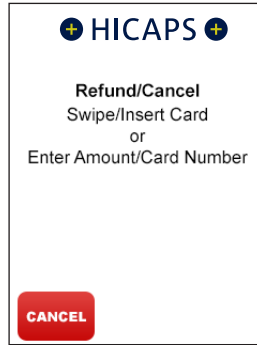 HICAPS
Refund/Cancel
Swipe/Insert Card
or
Enter Amount/Card Number
CANCEL